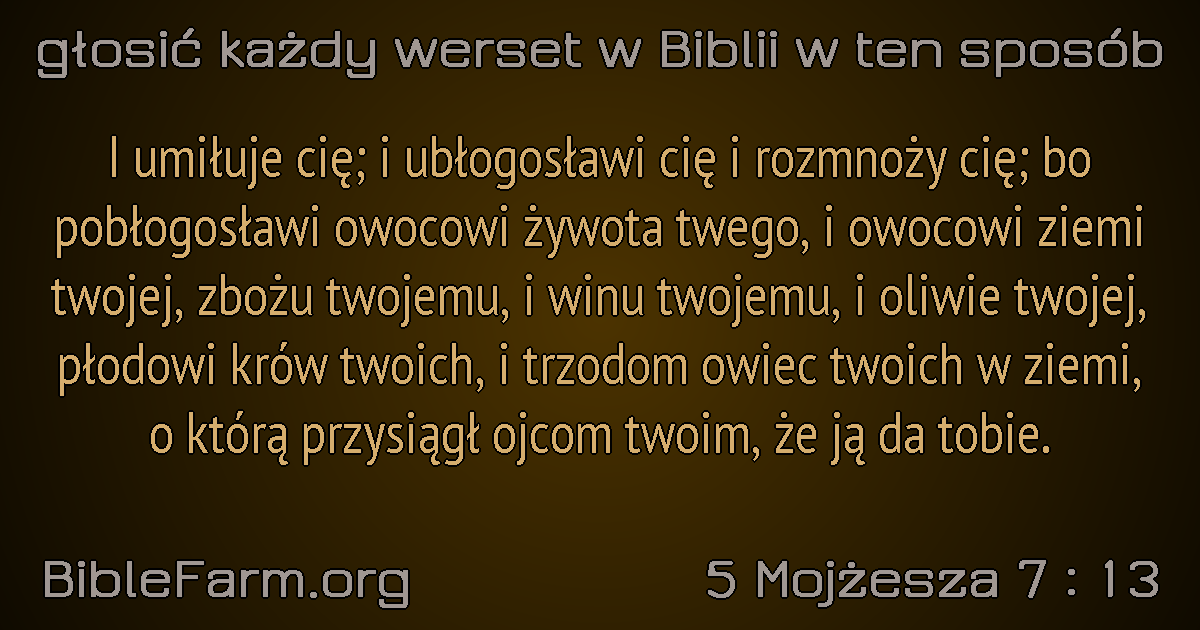 głosić każdy werset w Biblii w ten sposób
I umiłuje cię; i ubłogosławi cię i rozmnoży cię; bo
pobłogosławi owocowi żywota twego, i owocowi ziemi
twojej, zbożu twojemu, i winu twojemu, i oliwie twojej,
płodowi krów twoich, i trzodom owiec twoich w ziemi,
o którą przysiągł ojcom twoim, że ją da tobie.
BibleFarm.org
5 Mojżesza 7 : 13